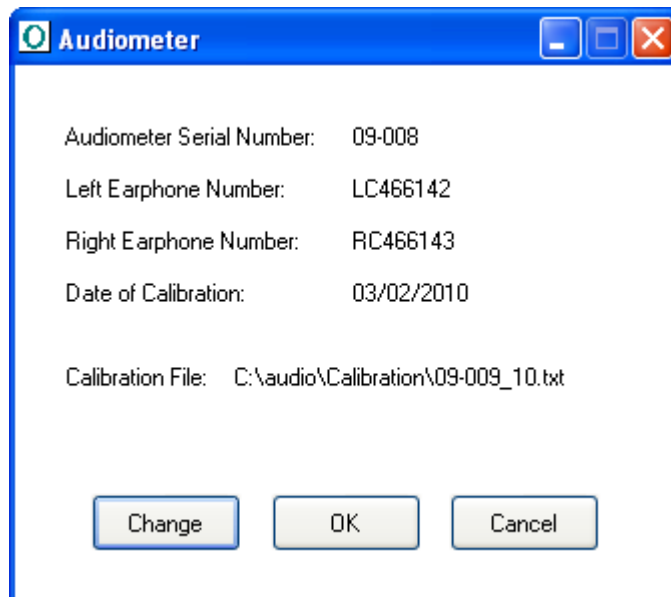 Audiometer
Audiometer Serial Number: 09-008
Left Earphone Number: LC466142
Right Earphone Number: RC466143
Date of Calibration: 03/02/2010
Calibration File: C:\audio\Calibration\09-009_10.txt
Change OK Cancel